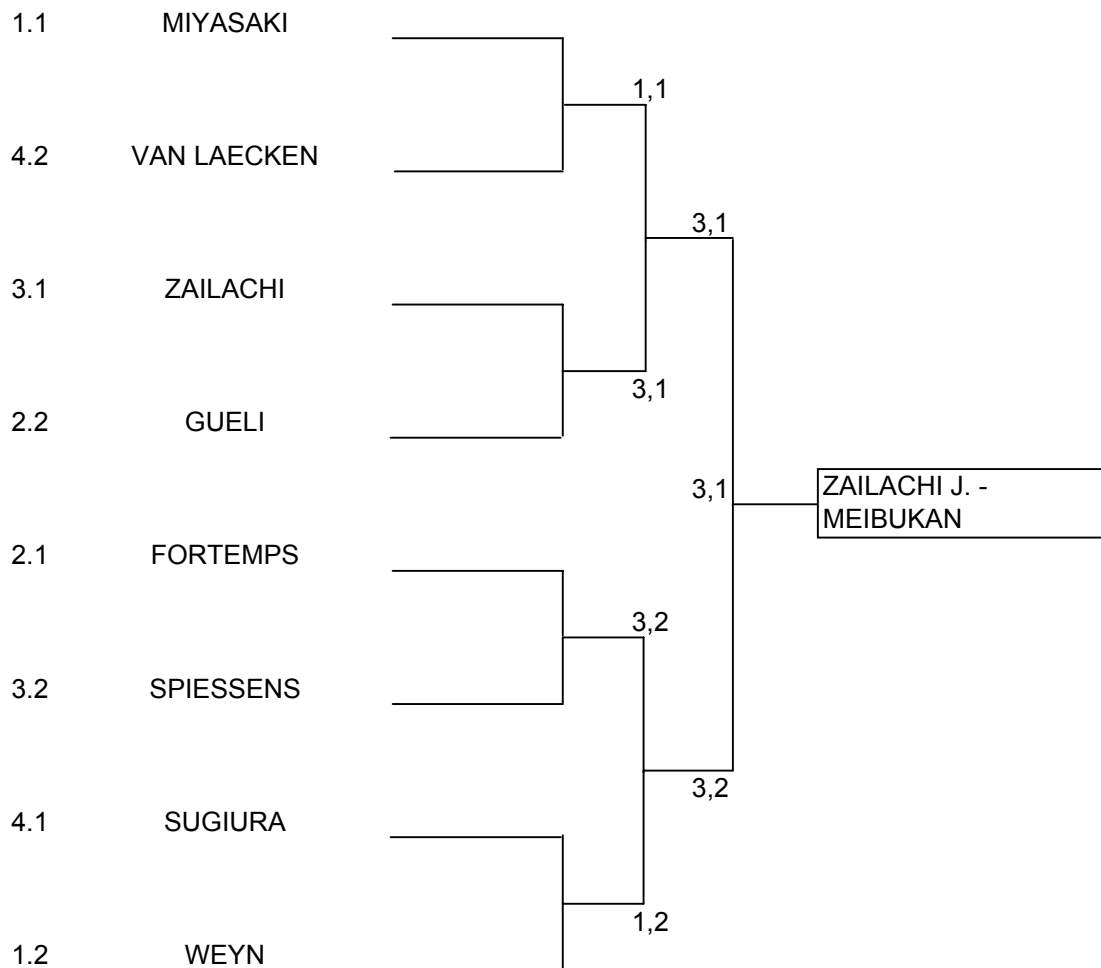 1.1 MIYASAKI
1,1
4.2 VAN LAECKEN
3,1
3.1 ZAILACHI
3,1
2.2 GUELI
3,1
ZAILACHI J. -
MEIBUKAN
2.1 FORTEMPS
3,2
3.2 SPIESSENS
3,2
4.1 SUGIURA
1,2
1.2 WEYN